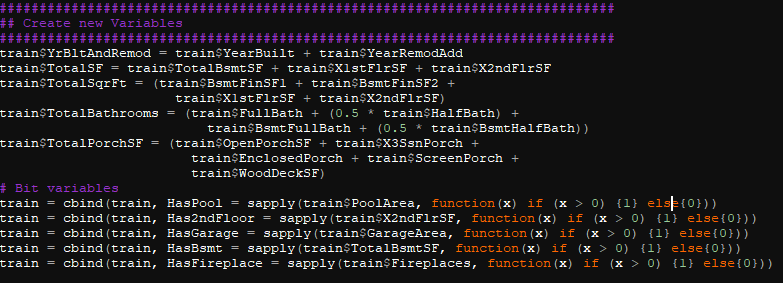 #############################################################################
## Create new Variables
#############################################################################
train$YrBltAndRemod = train$YearBuilt + train$YearRemodAdd
train$TotalSF = train$TotalBsmtSF + train$X1stFlrSF + train$X2ndFlrSF
train$TotalSqrFt = (train$BsmtFinSF1 + train$BsmtFinSF2 +
                      train$X1stFlrSF + train$X2ndFlrSF)
train$TotalBathrooms = (train$FullBath + (0.5 * train$HalfBath) +
                          train$BsmtFullBath + (0.5 * train$BsmtHalfBath))
train$TotalPorchSF = (train$OpenPorchSF + train$X3SsnPorch +
                        train$EnclosedPorch + train$ScreenPorch +
                        train$WoodDeckSF)
# Bit variables
train = cbind(train, HasPool = sapply(train$PoolArea, function(x) if (x > 0) {1} else{0}))
train = cbind(train, Has2ndFloor = sapply(train$X2ndFlrSF, function(x) if (x > 0) {1} else{0}))
train = cbind(train, HasGarage = sapply(train$GarageArea, function(x) if (x > 0) {1} else{0}))
train = cbind(train, HasBsmt = sapply(train$TotalBsmtSF, function(x) if (x > 0) {1} else{0}))
train = cbind(train, HasFireplace = sapply(train$Fireplaces, function(x) if (x > 0) {1} else{0}))